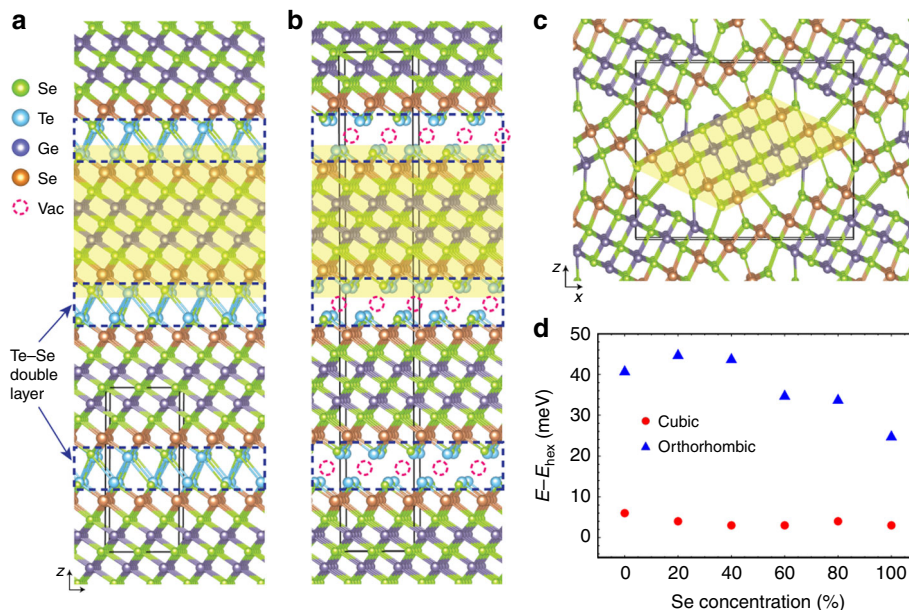 a
b
c
Se
Te
Ge
Se
Vac
Te–Se
double
layer
z
z
x
d
50
40
30
20
10
0
E–E_hex (meV)
Cubic
Orthorhombic
0 20 40 60 80 100
Se concentration (%)